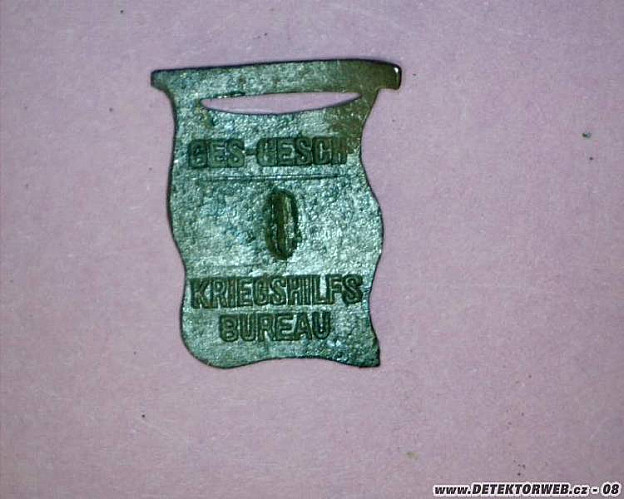 GES-GESCH
KRIEGSHILFS
BUREAU
www.DETEKTORWEB.cz - 08